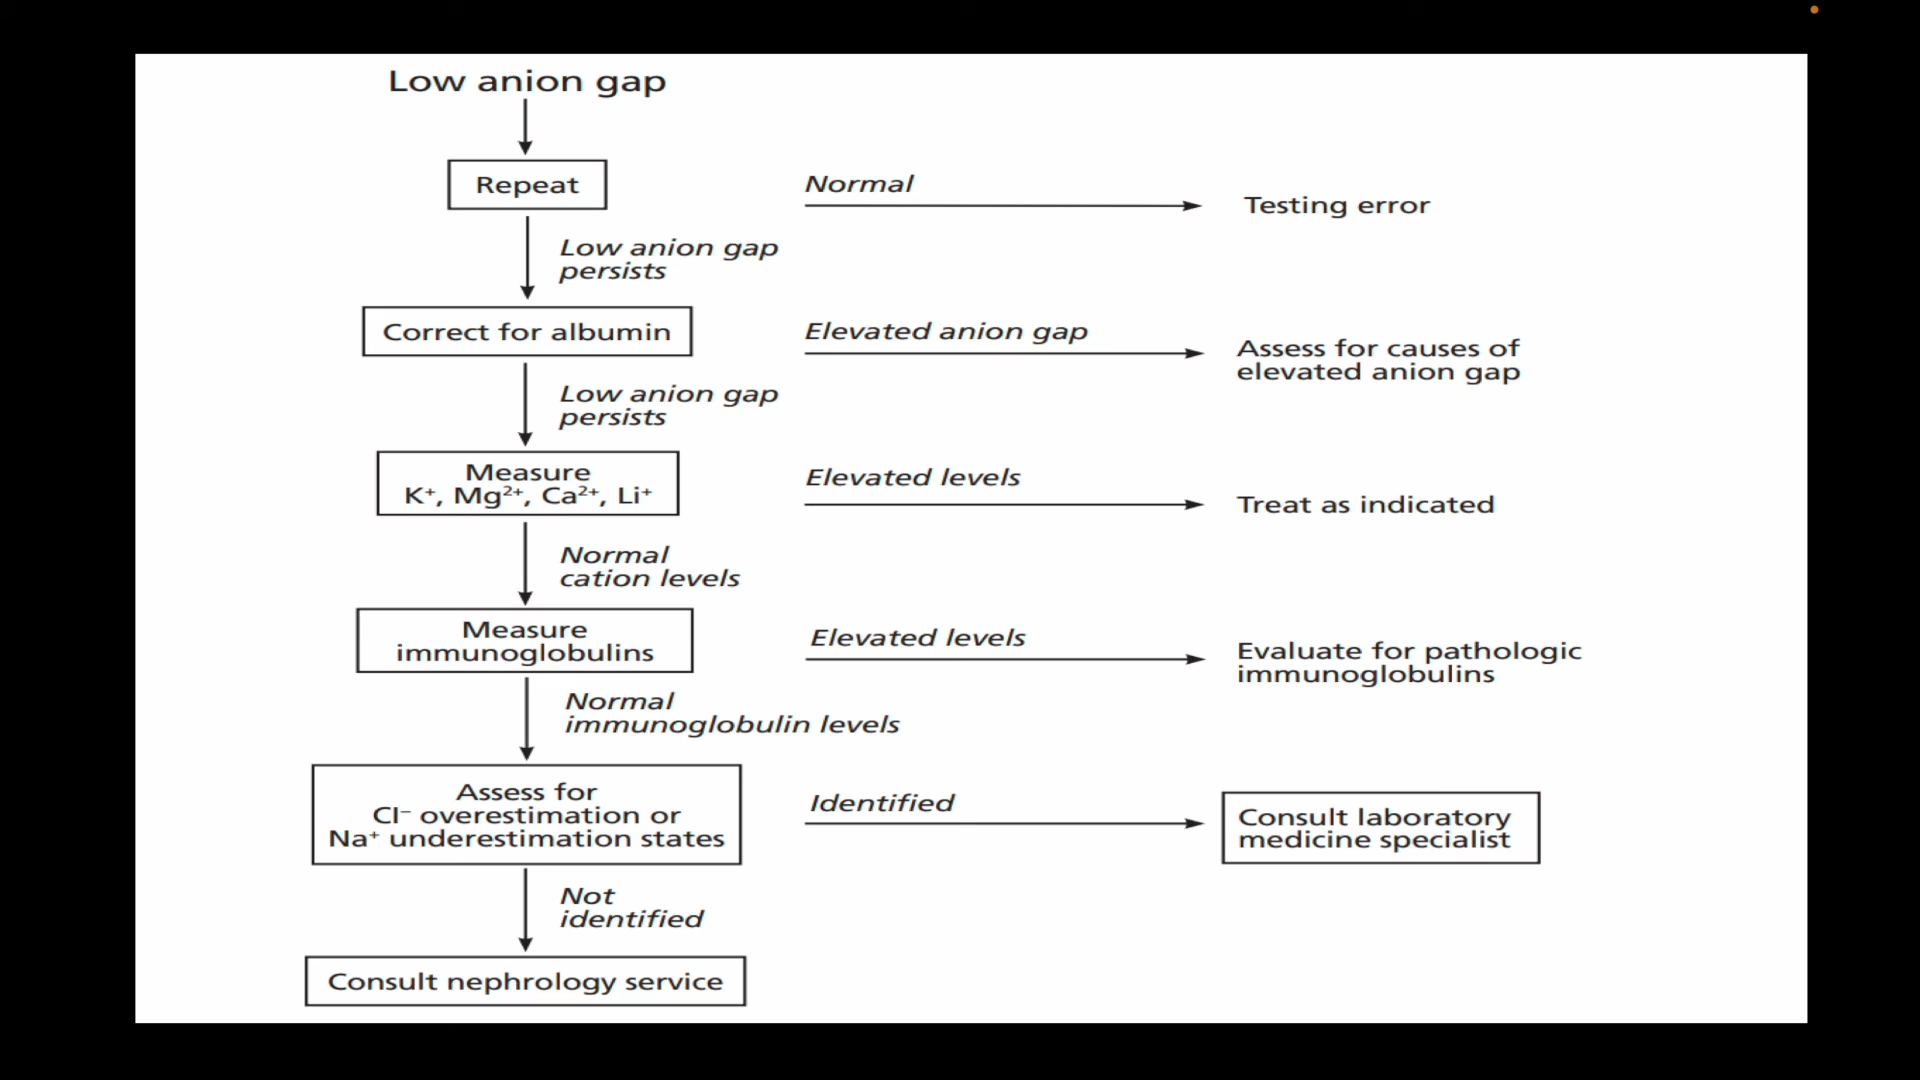 Low anion gap
Repeat
Normal
Testing error
Low anion gap
persists
Correct for albumin
Elevated anion gap
Assess for causes of
elevated anion gap
Low anion gap
persists
Measure
K⁺, Mg²⁺, Ca²⁺, Li⁺
Elevated levels
Treat as indicated
Normal
cation levels
Measure
immunoglobulins
Elevated levels
Evaluate for pathologic
immunoglobulins
Normal
immunoglobulin levels
Assess for
Cl⁻ overestimation or
Na⁺ underestimation states
Identified
Consult laboratory
medicine specialist
Not
identified
Consult nephrology service